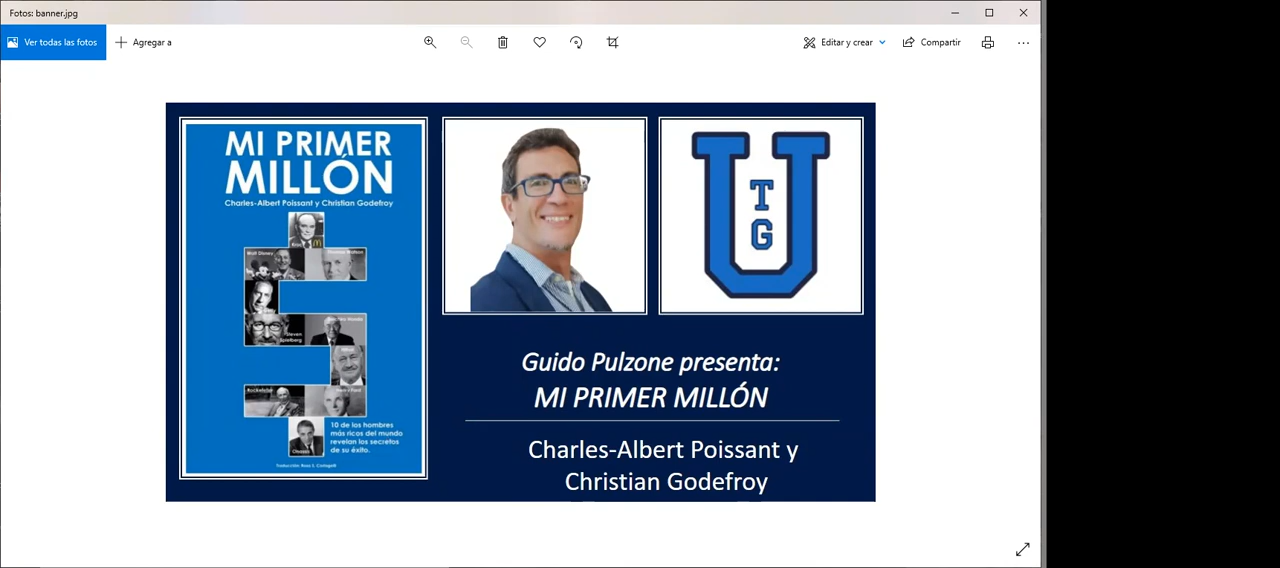 Fotos: banner.jpg
Ver todas las fotos
Agregar a
Editar y crear
Compartir
MI PRIMER
MILLÓN
Charles-Albert Poissant y Christian Godefroy
Walt Disney
Steven
Spielberg
10 de los hombres
más ricos del mundo
revelan los secretos
de su éxito.
U
T
G
Guido Pulzone presenta:
MI PRIMER MILLÓN
Charles-Albert Poissant y
Christian Godefroy